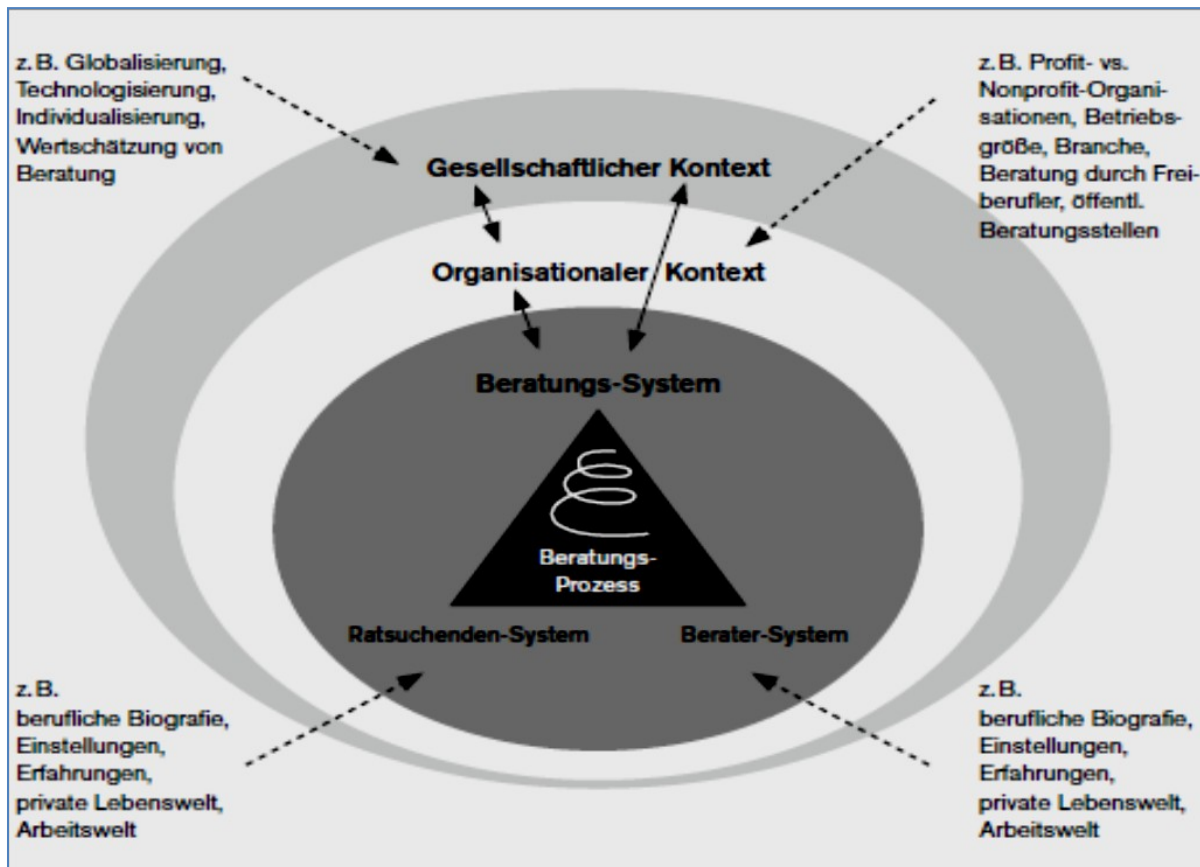 z. B. Globalisierung,
Technologisierung,
Individualisierung,
Wertschätzung von
Beratung
z. B. Profit- vs.
Nonprofit-Organi-
sationen, Betriebs-
größe, Branche,
Beratung durch Frei-
berufler, öffentl.
Beratungsstellen
Gesellschaftlicher Kontext
Organisationaler Kontext
Beratungs-System
Beratungs-
Prozess
Ratsuchenden-System
Berater-System
z. B.
berufliche Biografie,
Einstellungen,
Erfahrungen,
private Lebenswelt,
Arbeitswelt
z. B.
berufliche Biografie,
Einstellungen,
Erfahrungen,
private Lebenswelt,
Arbeitswelt